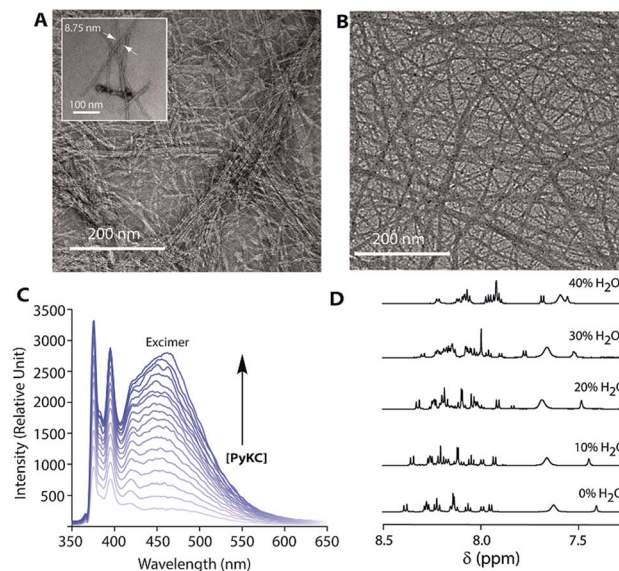 A
8.75 nm
100 nm
200 nm
B
200 nm
C
Intensity (Relative Unit)
3500
3000
2500
2000
1500
1000
500
350 400 450 500 550 600 650
Wavelength (nm)
Excimer
[PyKC]
D
40% H2O
30% H2O
20% H2O
10% H2O
0% H2O
8.5 8.0 7.5
δ (ppm)